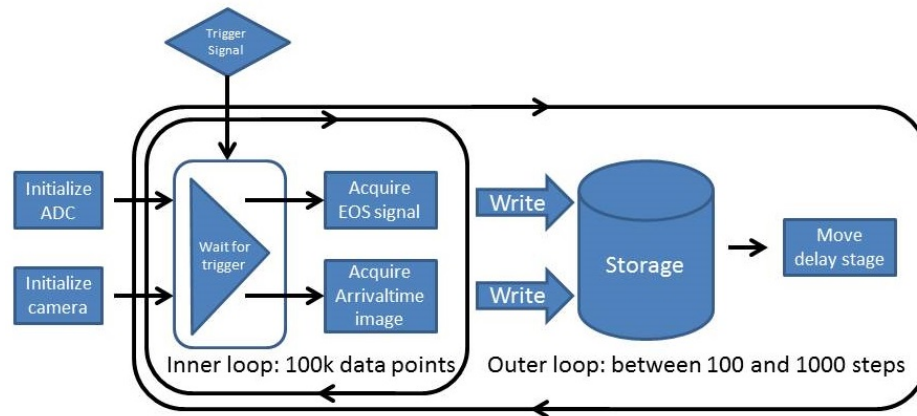 Trigger
Signal
Initialize
ADC
Initialize
camera
Wait for
trigger
Acquire
EOS signal
Acquire
Arrivaltime
image
Write
Write
Storage
Move
delay stage
Inner loop: 100k data points
Outer loop: between 100 and 1000 steps